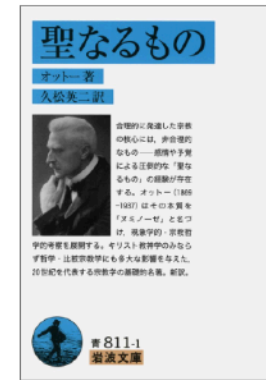 聖なるもの
オットー著
久松英二訳
合理的に発達した宗教
の核心には、非合理的
なもの――感情や予覚
による圧倒的な「聖な
るもの」の経験が存在
する。オットー(1869
-1937)はその本質を
「ヌミノーゼ」と名づ
け、現象学的・宗教哲
学的考察を展開する。キリスト教神学のみなら
ず哲学・比較宗教学にも多大な影響を与えた、
20世紀を代表する宗教学の基礎的名著。新訳。
青811-1
岩波文庫